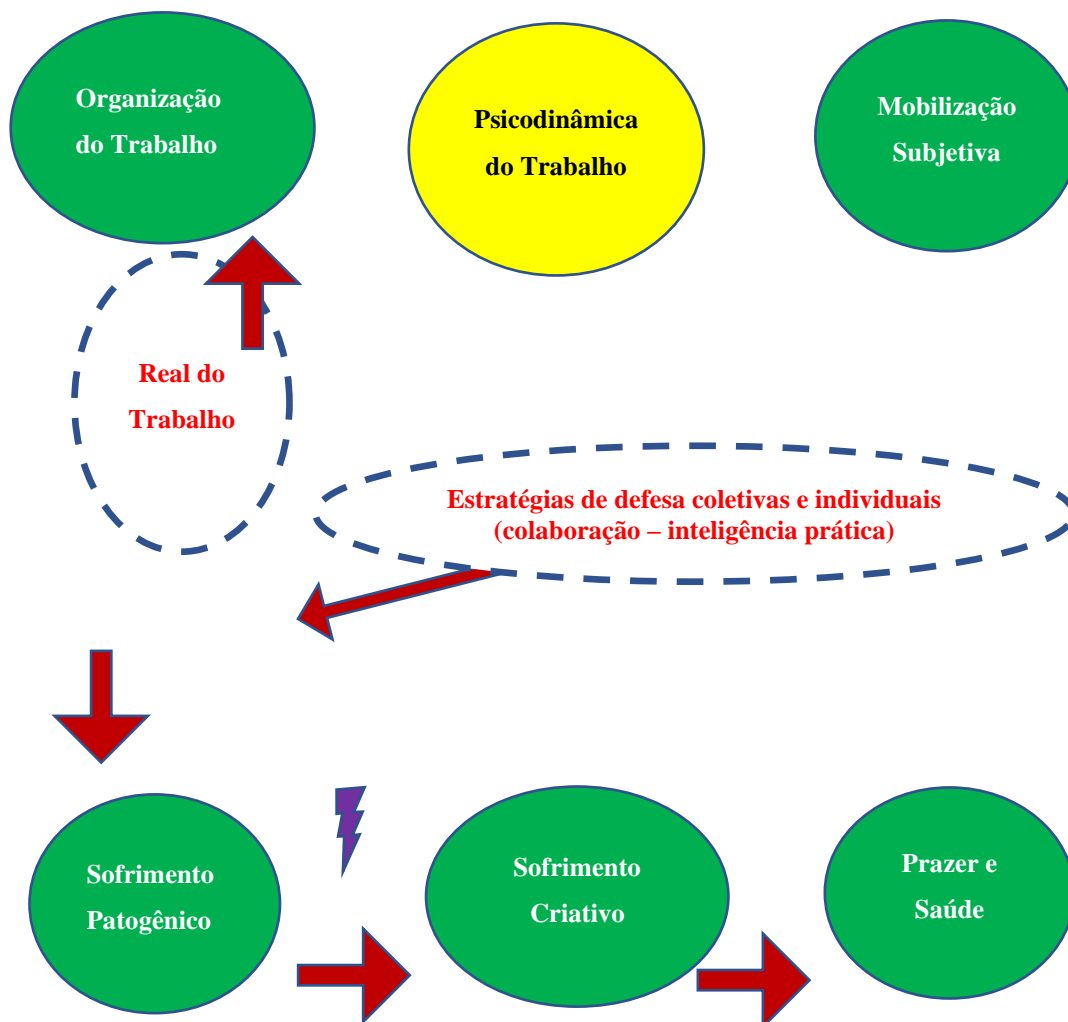 Organização
do Trabalho
Psicodinâmica
do Trabalho
Mobilização
Subjetiva
Real do
Trabalho
Estratégias de defesa coletivas e individuais
(colaboração – inteligência prática)
Sofrimento
Patogênico
Sofrimento
Criativo
Prazer e
Saúde